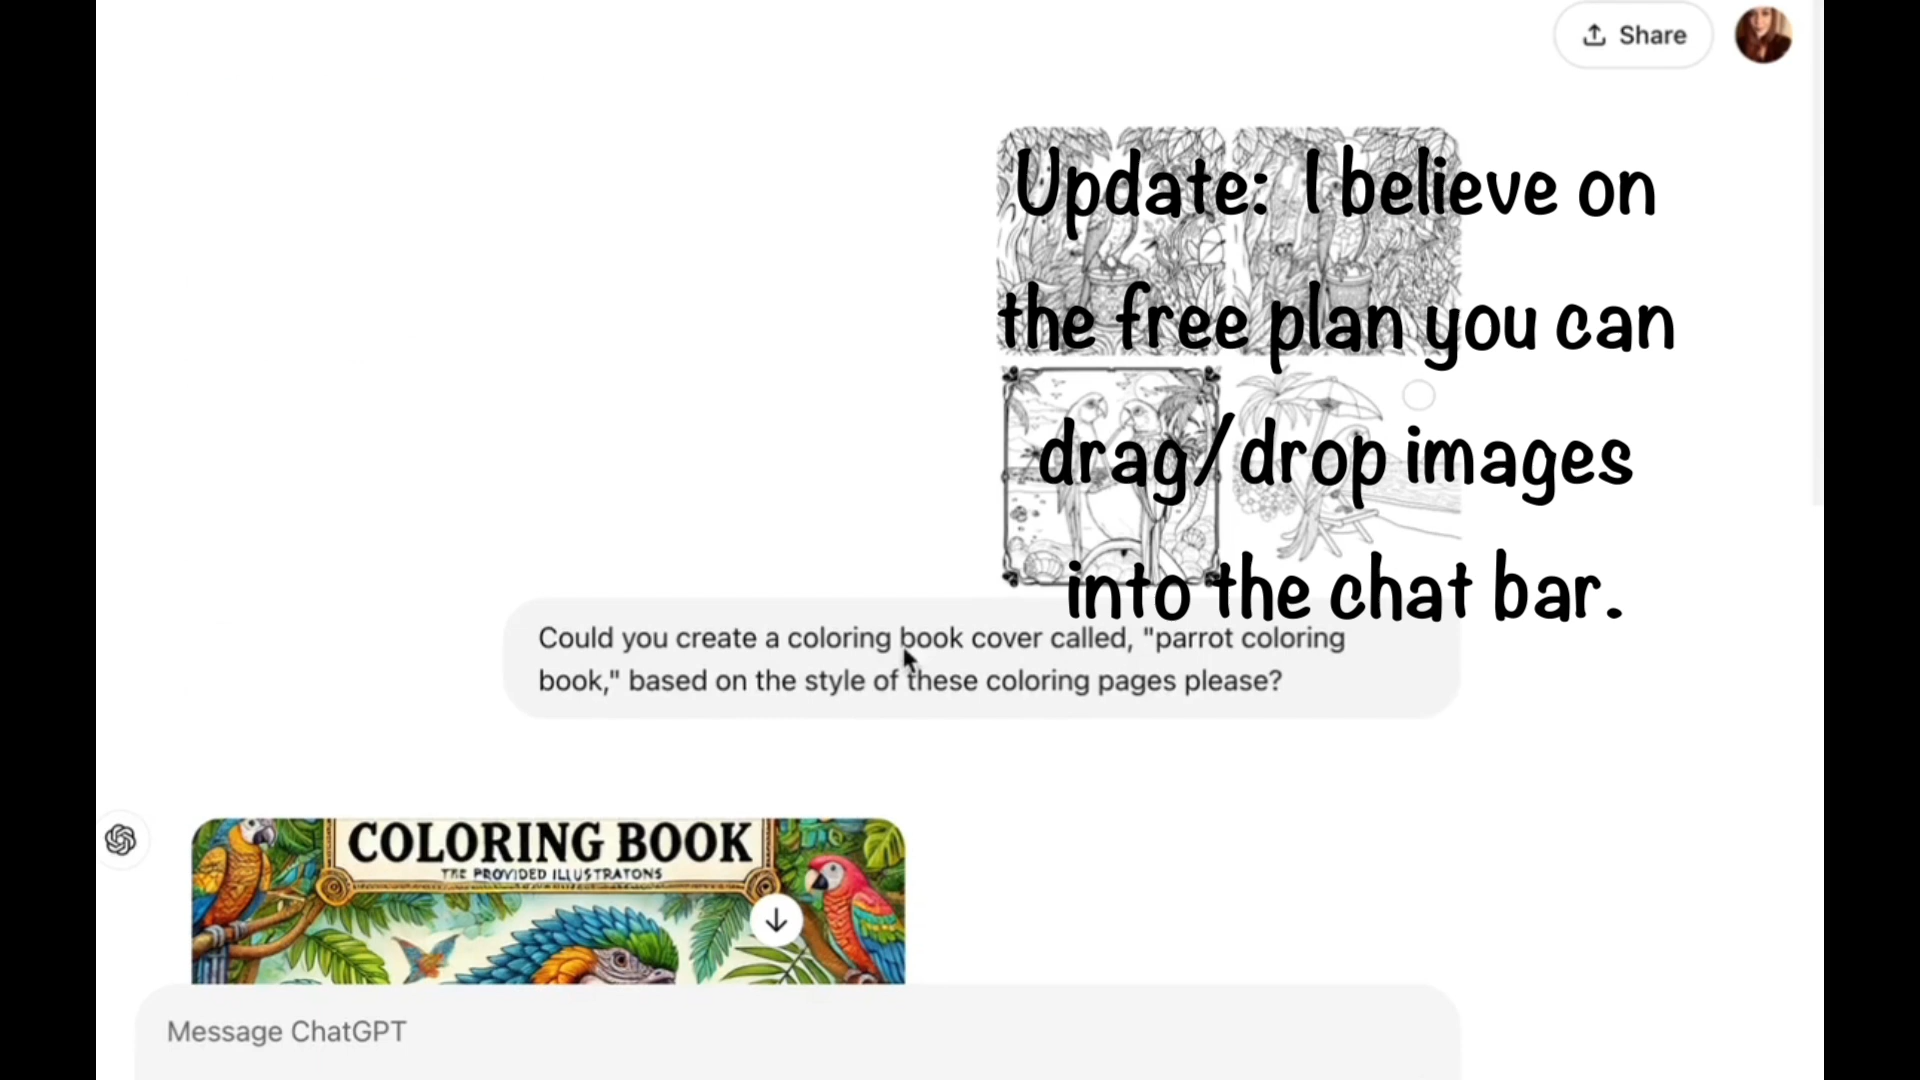 Share
Update: I believe on
the free plan you can
drag/drop images
into the chat bar.
Could you create a coloring book cover called, "parrot coloring
book," based on the style of these coloring pages please?
COLORING BOOK
THE PROVIDED ILLUSTRATONS
Message ChatGPT